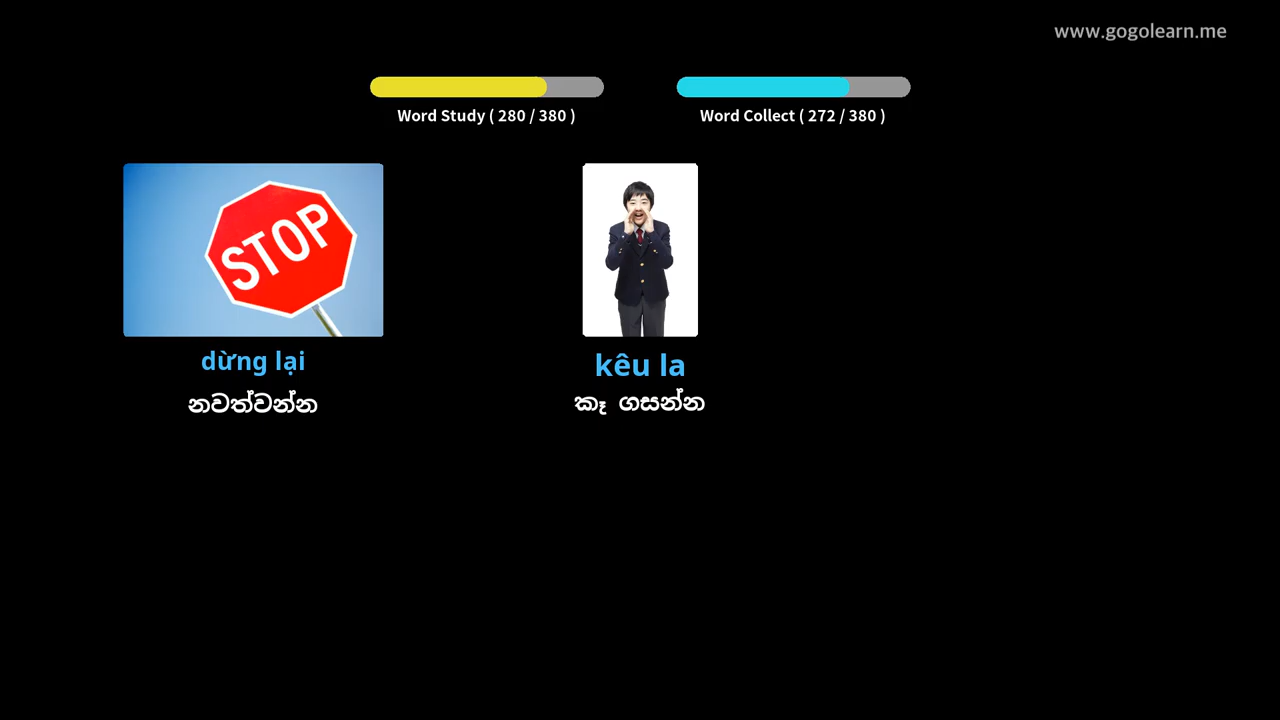 www.gogolearn.me
Word Study ( 280 / 380 )
Word Collect ( 272 / 380 )
STOP
dừng lại
kêu la
නවත්වන්න
කෑ ගසන්න